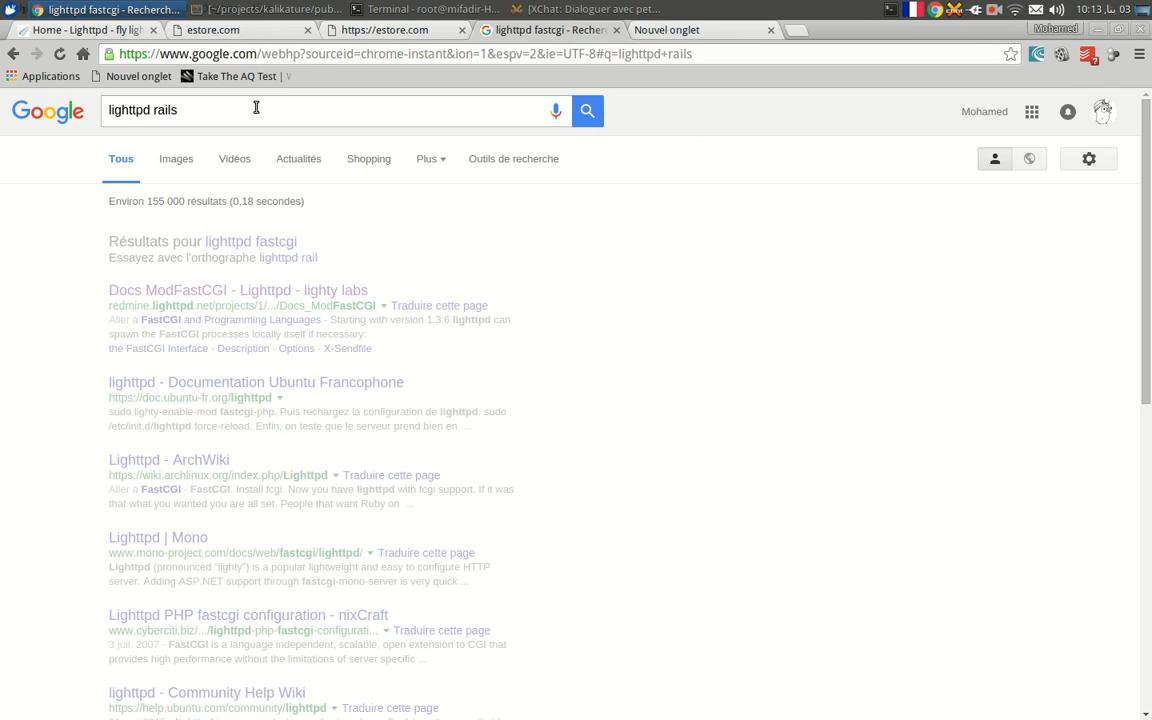 lighttpd fastcgi - Recherch...
[~/projects/kalikature/pub...
Terminal - root@mifadir-H...
[XChat: Dialoguer avec pet...
10:13
03
Home - Lighttpd - fly ligh
estore.com
https://estore.com
lighttpd fastcgi - Recher
Nouvel onglet
Mohamed
https://www.google.com/webhp?sourceid=chrome-instant&ion=1&espv=2&ie=UTF-8#q=lighttpd+rails
Applications
Nouvel onglet
Take The AQ Test |
Google
lighttpd rails
Mohamed
Tous
Images
Vidéos
Actualités
Shopping
Plus
Outils de recherche
Environ 155 000 résultats (0,18 secondes)
Résultats pour lighttpd fastcgi
Essayez avec l'orthographe lighttpd rail
Docs ModFastCGI - Lighttpd - lighty labs
redmine.lighttpd.net/projects/1/.../Docs_ModFastCGI Traduire cette page
Aller à FastCGI and Programming Languages - Starting with version 1.3.6 lighttpd can
spawn the FastCGI processes locally itself if necessary:
the FastCGI Interface - Description - Options - X-Sendfile
lighttpd - Documentation Ubuntu Francophone
https://doc.ubuntu-fr.org/lighttpd
sudo lighty-enable-mod fastcgi-php. Puis rechargez la configuration de lighttpd: sudo
/etc/init.d/lighttpd force-reload. Enfin, on teste que le serveur prend bien en ...
Lighttpd - ArchWiki
https://wiki.archlinux.org/index.php/Lighttpd Traduire cette page
Aller à FastCGI - FastCGI. Install fcgi. Now you have lighttpd with fcgi support. If it was
that what you wanted you are all set. People that want Ruby on ...
Lighttpd | Mono
www.mono-project.com/docs/web/fastcgi/lighttpd/ Traduire cette page
Lighttpd (pronounced "lighty") is a popular lightweight and easy to configure HTTP
server. Adding ASP.NET support through fastcgi-mono-server is very quick ...
Lighttpd PHP fastcgi configuration - nixCraft
www.cyberciti.biz/.../lighttpd-php-fastcgi-configurati... Traduire cette page
3 juil. 2007 - FastCGI is a language independent, scalable, open extension to CGI that
provides high performance without the limitations of server specific ...
lighttpd - Community Help Wiki
https://help.ubuntu.com/community/lighttpd Traduire cette page